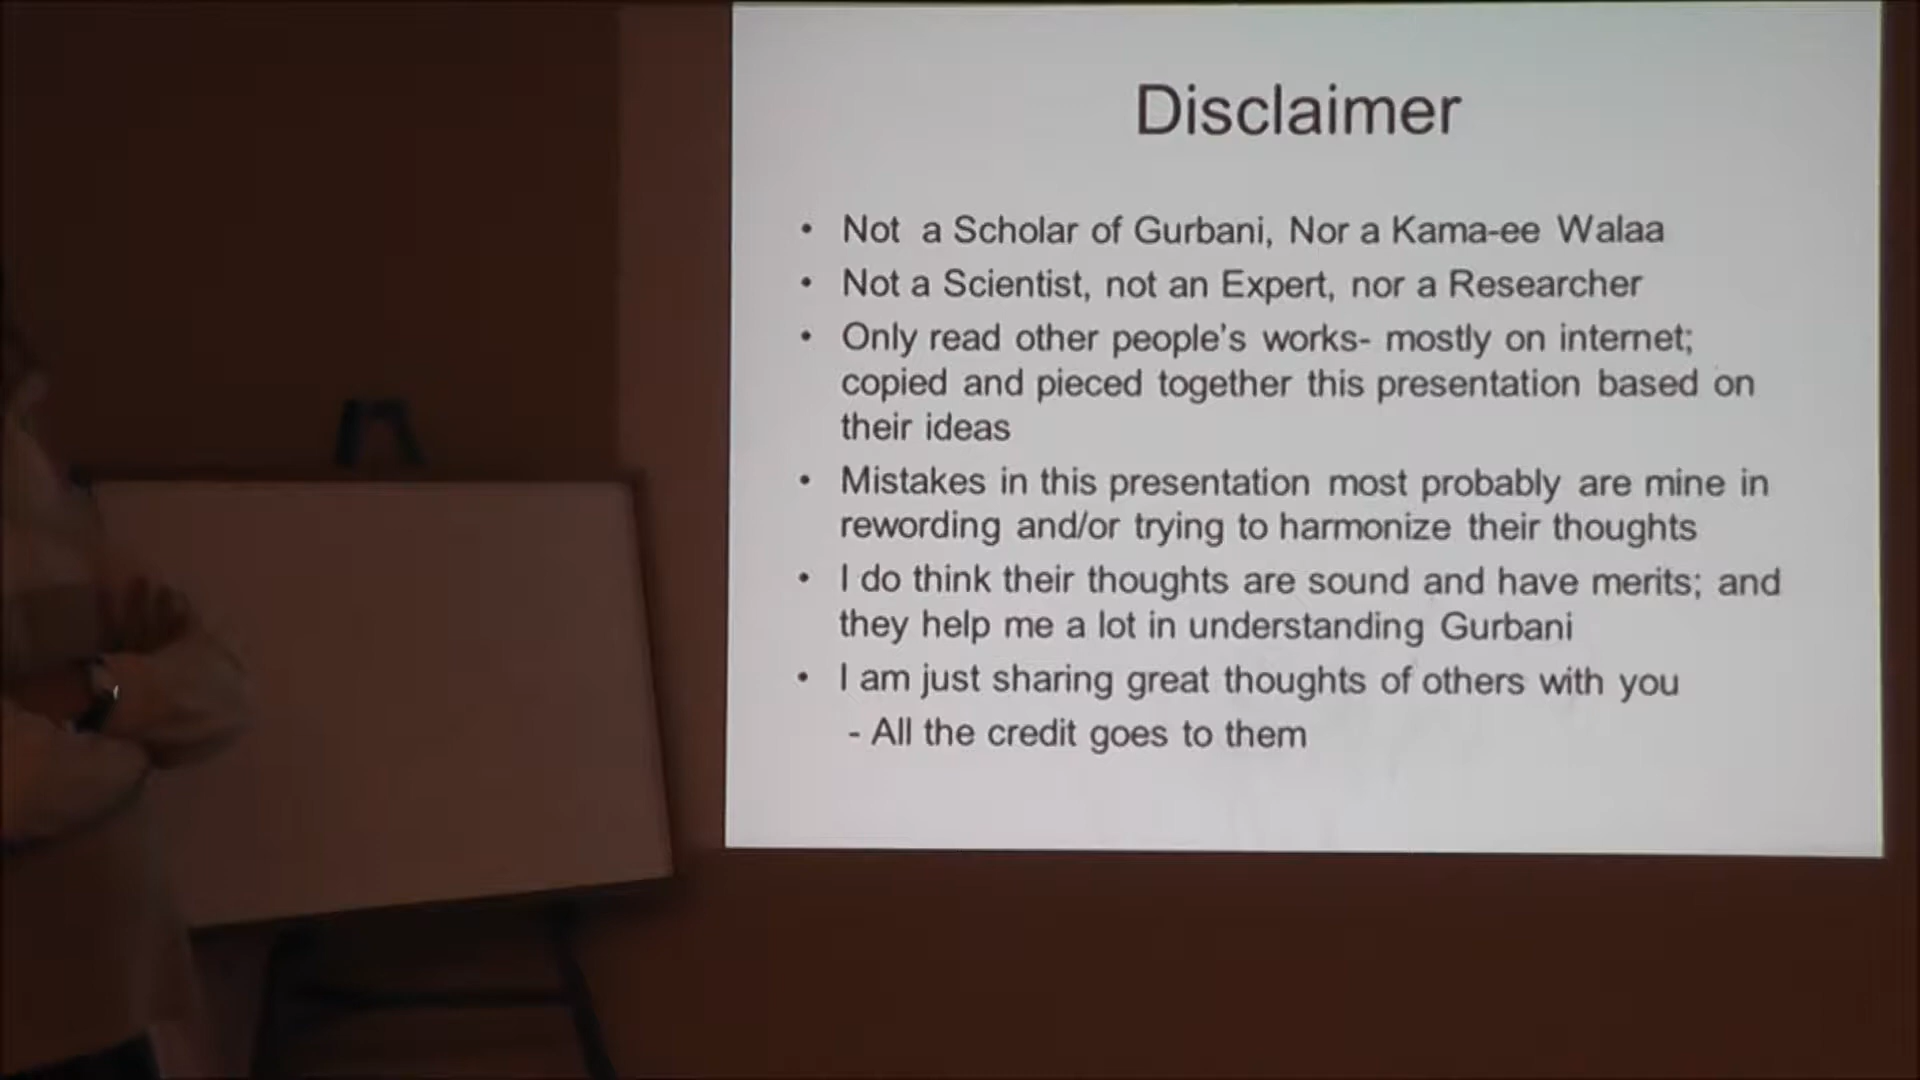 Disclaimer
• Not a Scholar of Gurbani, Nor a Kama-ee Walaa
• Not a Scientist, not an Expert, nor a Researcher
• Only read other people's works- mostly on internet;
copied and pieced together this presentation based on
their ideas
• Mistakes in this presentation most probably are mine in
rewording and/or trying to harmonize their thoughts
• I do think their thoughts are sound and have merits; and
they help me a lot in understanding Gurbani
• I am just sharing great thoughts of others with you
- All the credit goes to them